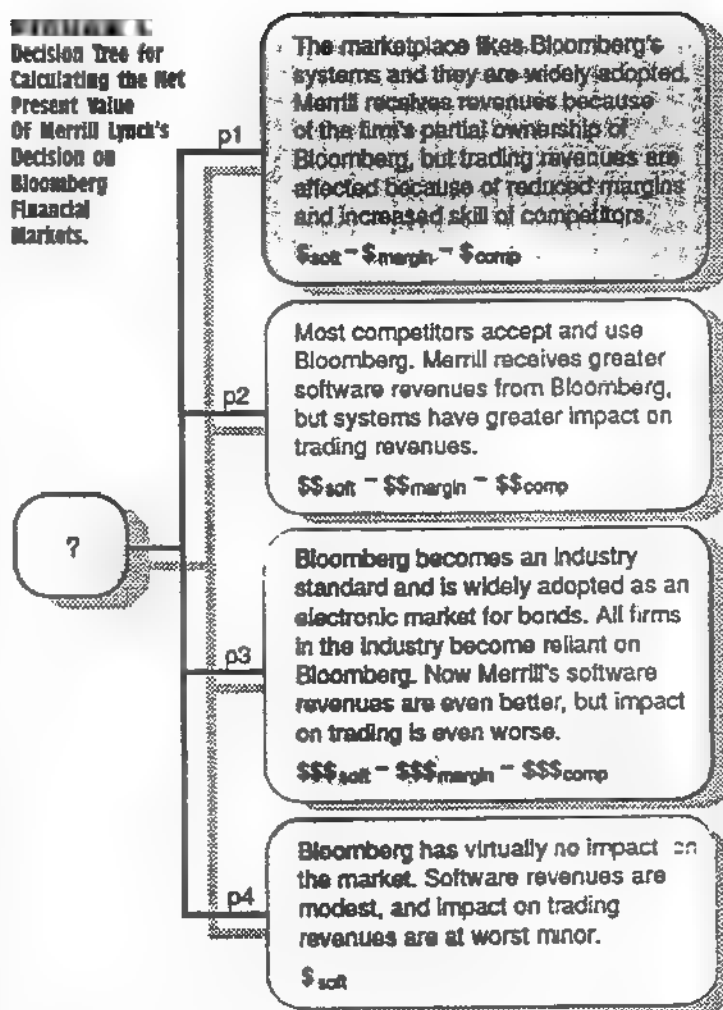 Decision Tree for
Calculating the Net
Present Value
Of Merrill Lynch's
Decision on
Bloomberg
Financial
Markets.
p1
The marketplace likes Bloomberg's
systems and they are widely adopted.
Merrill receives revenues because
of the firm's partial ownership of
Bloomberg, but trading revenues are
affected because of reduced margins
and increased skill of competitors.
$soft - $margin - $comp
p2
Most competitors accept and use
Bloomberg. Merrill receives greater
software revenues from Bloomberg,
but systems have greater impact on
trading revenues.
$$soft - $$margin - $$comp
?
p3
Bloomberg becomes an industry
standard and is widely adopted as an
electronic market for bonds. All firms
in the industry become reliant on
Bloomberg. Now Merrill's software
revenues are even better, but impact
on trading is even worse.
$$$soft - $$$margin - $$$comp
p4
Bloomberg has virtually no impact on
the market. Software revenues are
modest, and impact on trading
revenues are at worst minor.
$soft